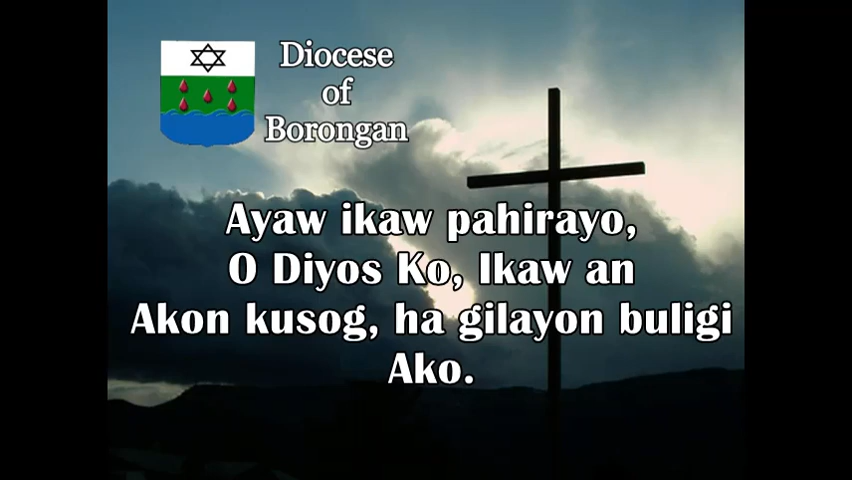 Diocese
of
Borongan
Ayaw ikaw pahirayo,
O Diyos Ko, Ikaw an
Akon kusog, ha gilayon buligi
Ako.